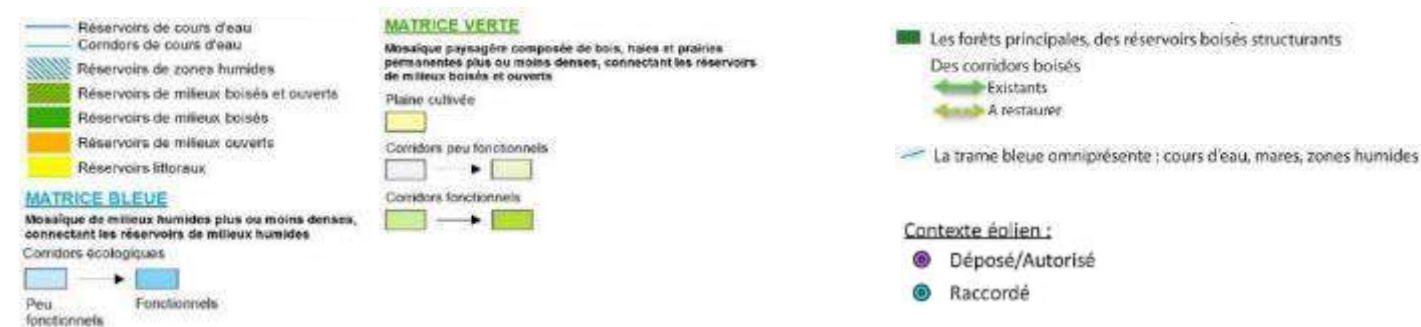 Réservoirs de cours d'eau
Corridors de cours d'eau
Réservoirs de zones humides
Réservoirs de milieux boisés et ouverts
Réservoirs de milieux boisés
Réservoirs de milieux ouverts
Réservoirs littoraux
MATRICE BLEUE
Mosaïque de milieux humides plus ou moins denses,
connectant les réservoirs de milieux humides
Corridors écologiques
Peu
fonctionnels
Fonctionnels
MATRICE VERTE
Mosaïque paysagère composée de bois, haies et prairies
permanentes plus ou moins denses, connectant les réservoirs
de milieux boisés et ouverts
Plaine cultivée
Corridors peu fonctionnels
Corridors fonctionnels
Les forêts principales, des réservoirs boisés structurants
Des corridors boisés
Existants
A restaurer
La trame bleue omniprésente : cours d'eau, mares, zones humides
Contexte éolien :
Déposé/Autorisé
Raccordé